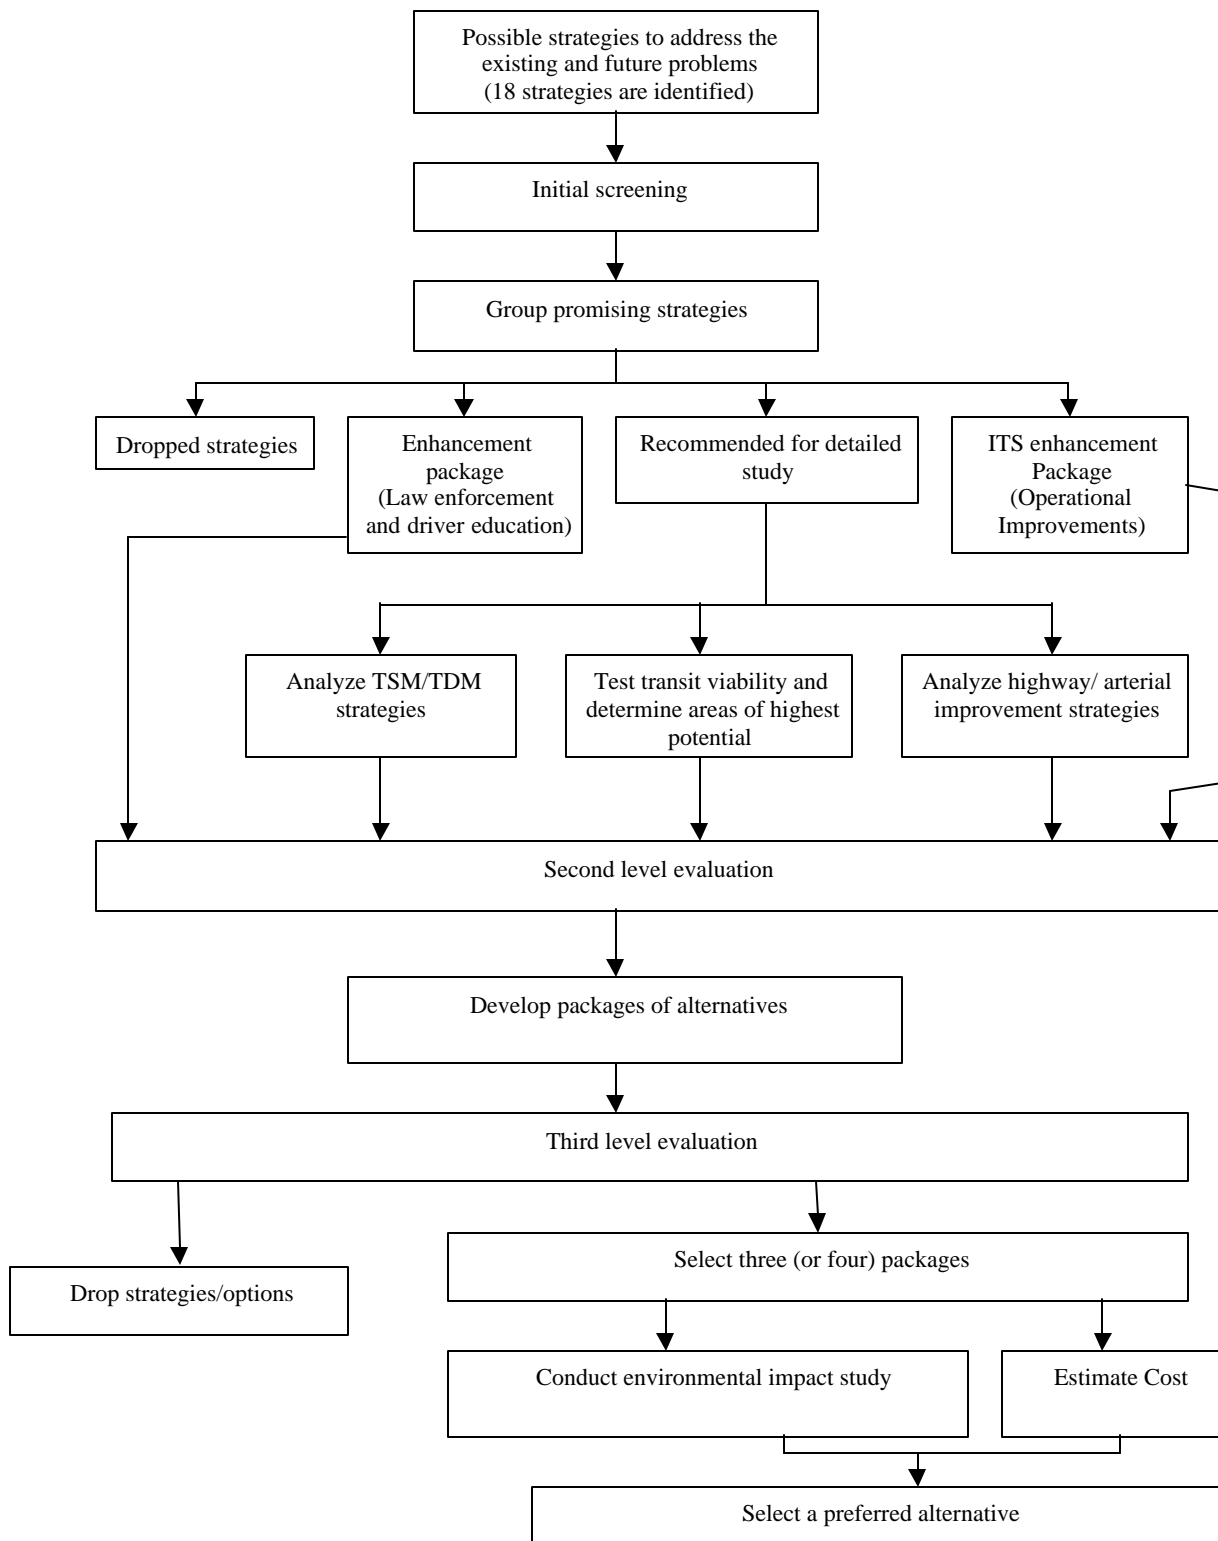 Possible strategies to address the
existing and future problems
(18 strategies are identified)
Initial screening
Group promising strategies
Dropped strategies
Enhancement
package
(Law enforcement
and driver education)
Recommended for detailed
study
ITS enhancement
Package
(Operational
Improvements)
Analyze TSM/TDM
strategies
Test transit viability and
determine areas of highest
potential
Analyze highway/ arterial
improvement strategies
Second level evaluation
Develop packages of alternatives
Third level evaluation
Select three (or four) packages
Drop strategies/options
Conduct environmental impact study
Estimate Cost
Select a preferred alternative